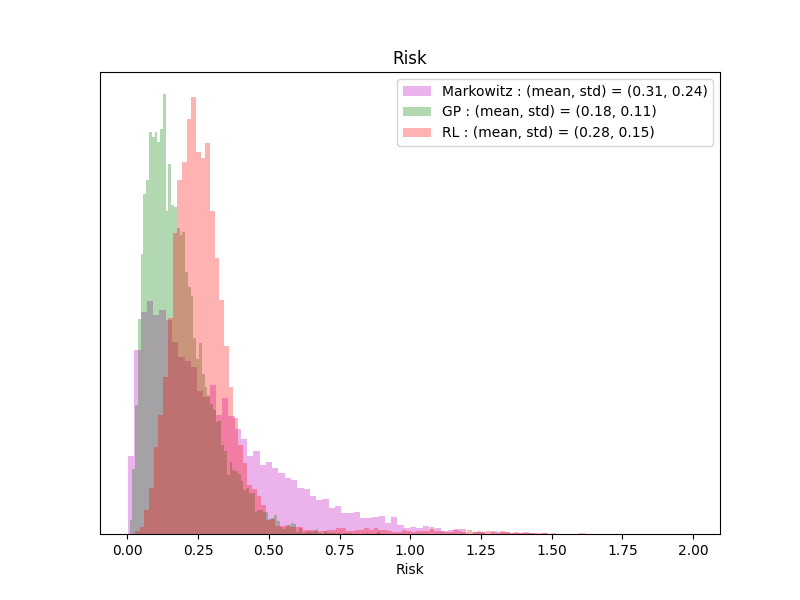 Risk
Markowitz : (mean, std) = (0.31, 0.24)
GP : (mean, std) = (0.18, 0.11)
RL : (mean, std) = (0.28, 0.15)
0.00 0.25 0.50 0.75 1.00 1.25 1.50 1.75 2.00
Risk